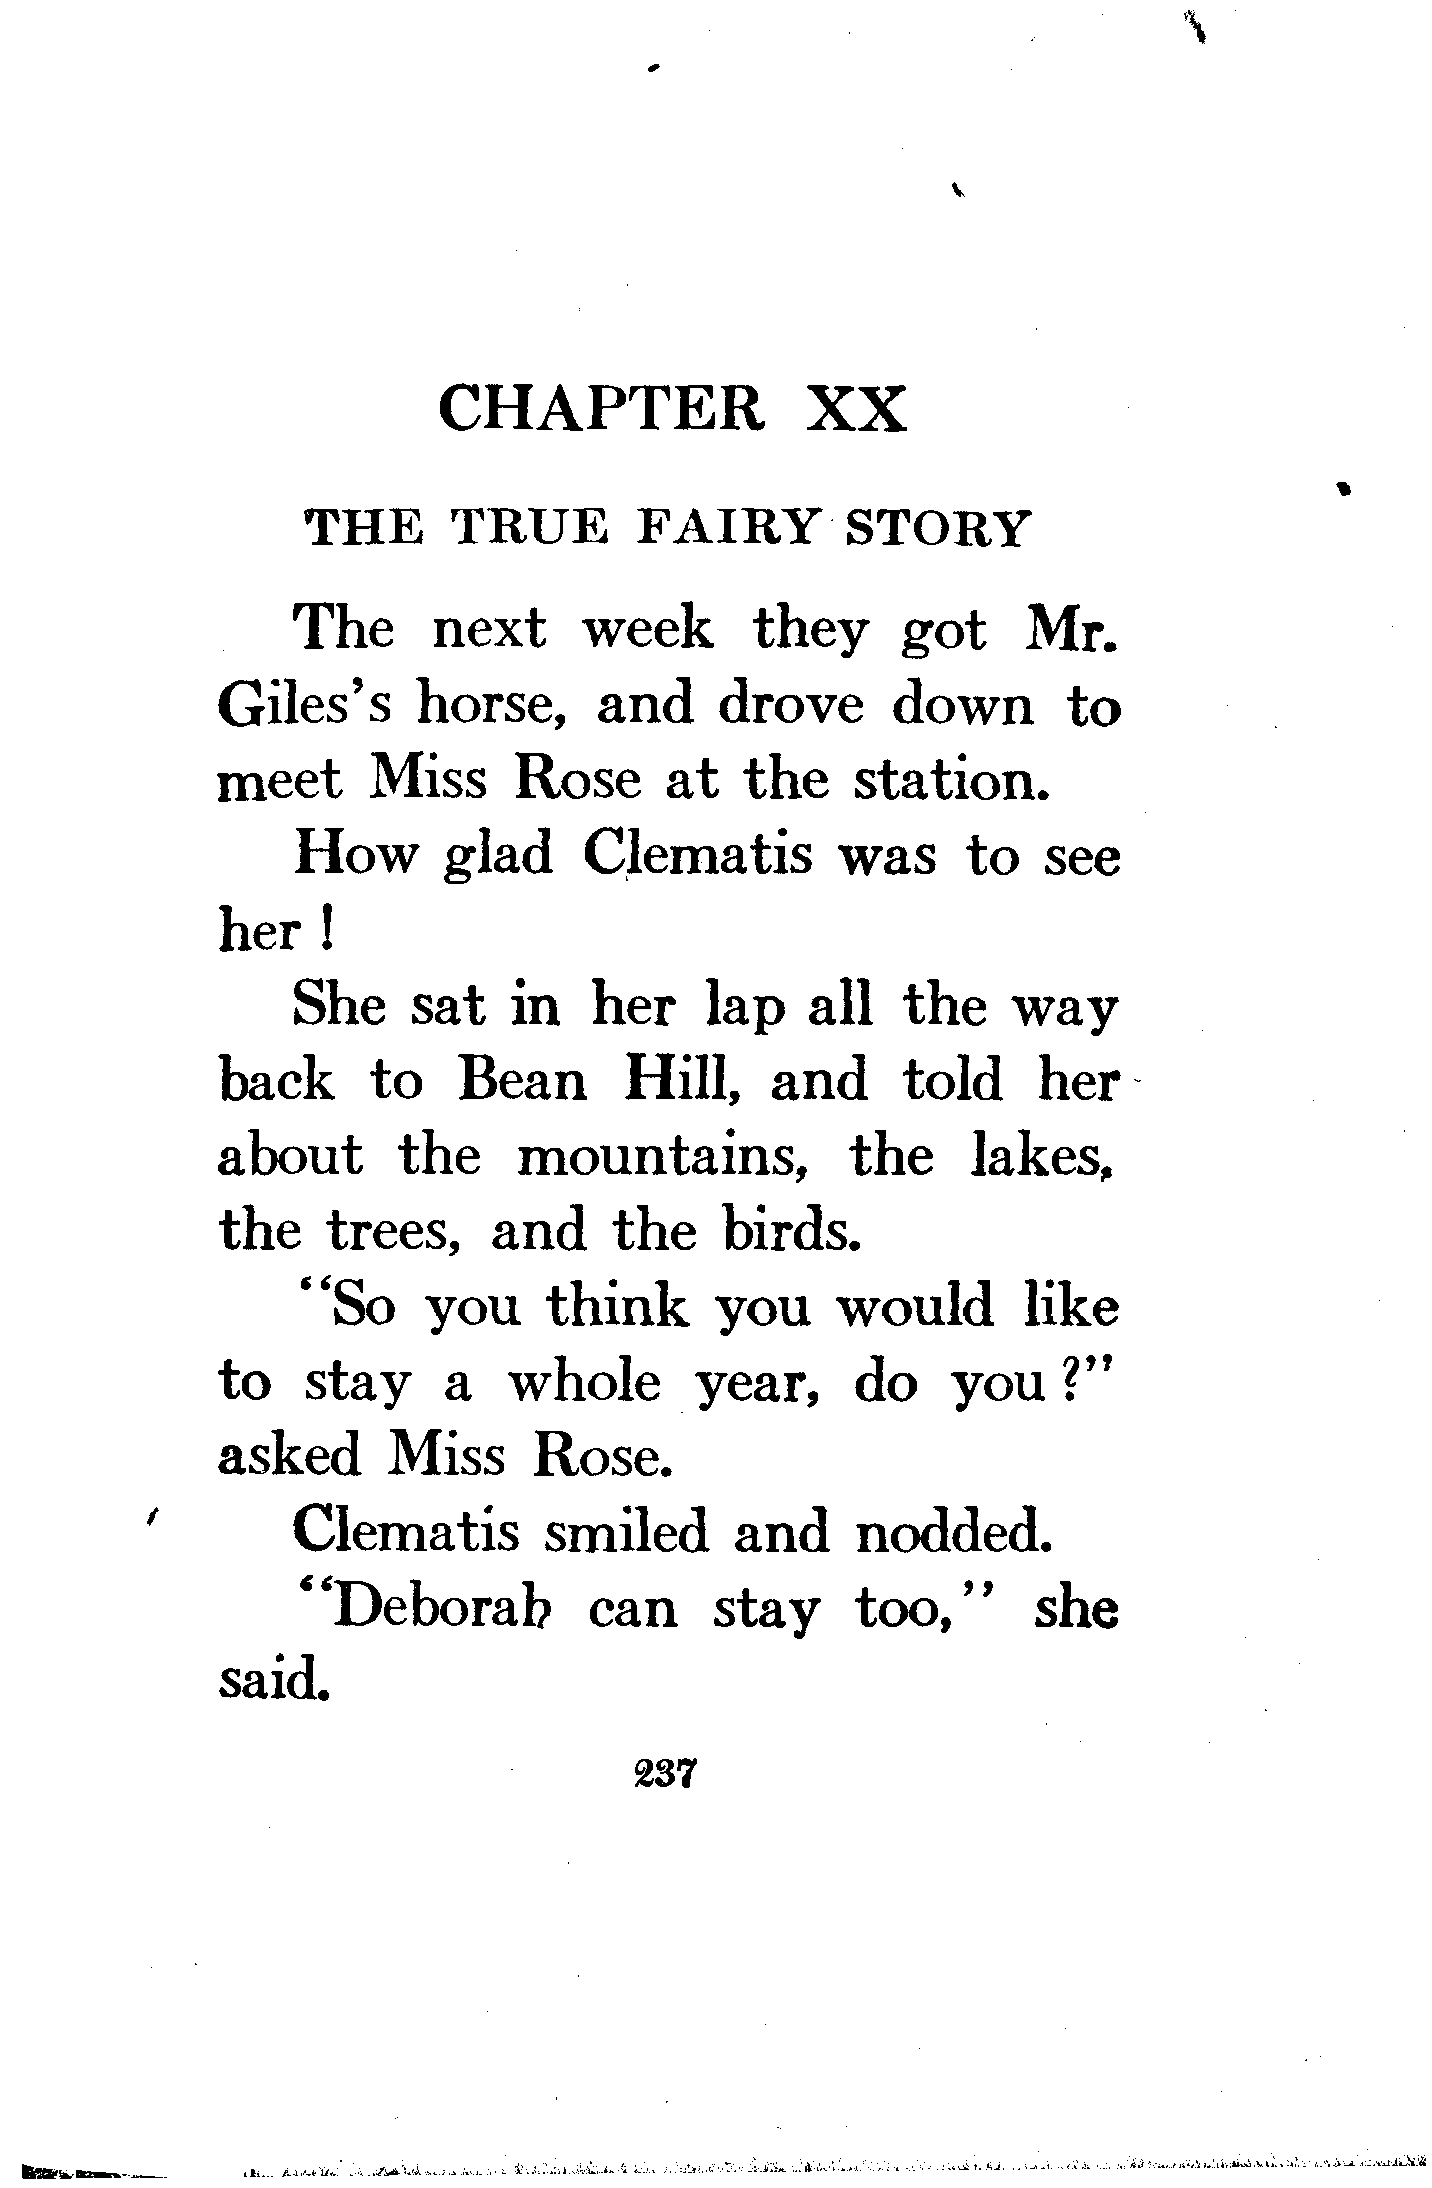 CHAPTER XX
THE TRUE FAIRY STORY
The next week they got Mr.
Giles's horse, and drove down to
meet Miss Rose at the station.
How glad Clematis was to see
her!
She sat in her lap all the way
back to Bean Hill, and told her
about the mountains, the lakes,
the trees, and the birds.
"So you think you would like
to stay a whole year, do you?"
asked Miss Rose.
Clematis smiled and nodded.
"Deborah can stay too," she
said.
237